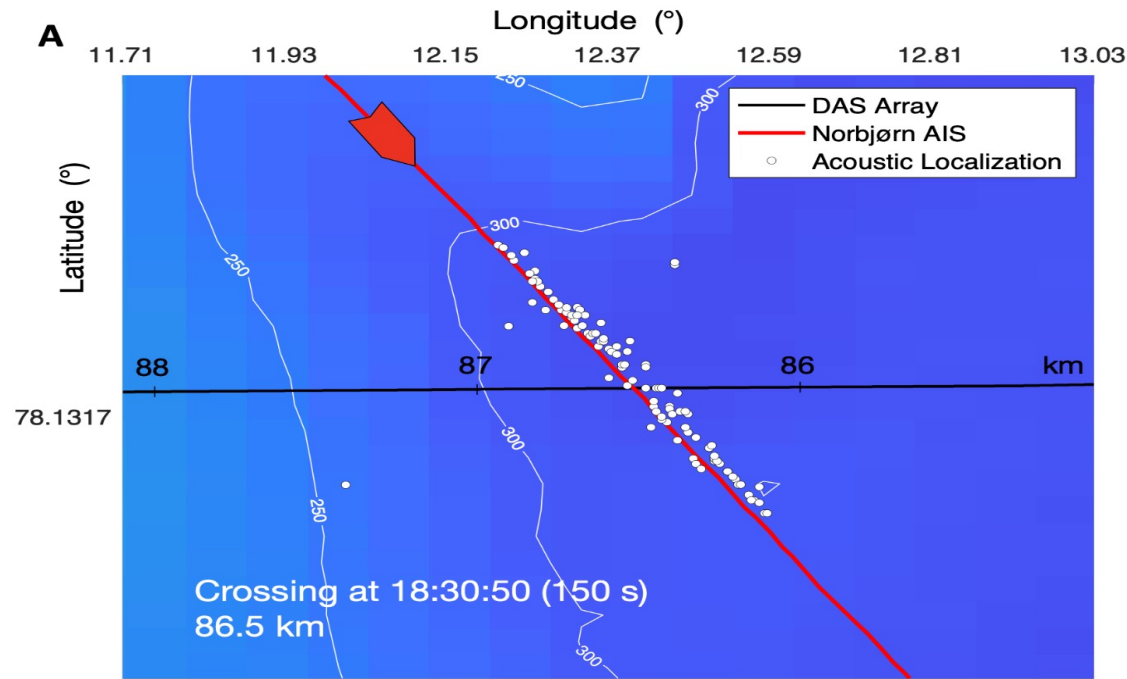 A
Longitude (°)
11.71 11.93 12.15 12.37 12.59 12.81 13.03
250
300
DAS Array
Norbjørn AIS
Acoustic Localization
Latitude (°)
300
250
88 87 86 km
78.1317
300
250
Crossing at 18:30:50 (150 s)
86.5 km
300